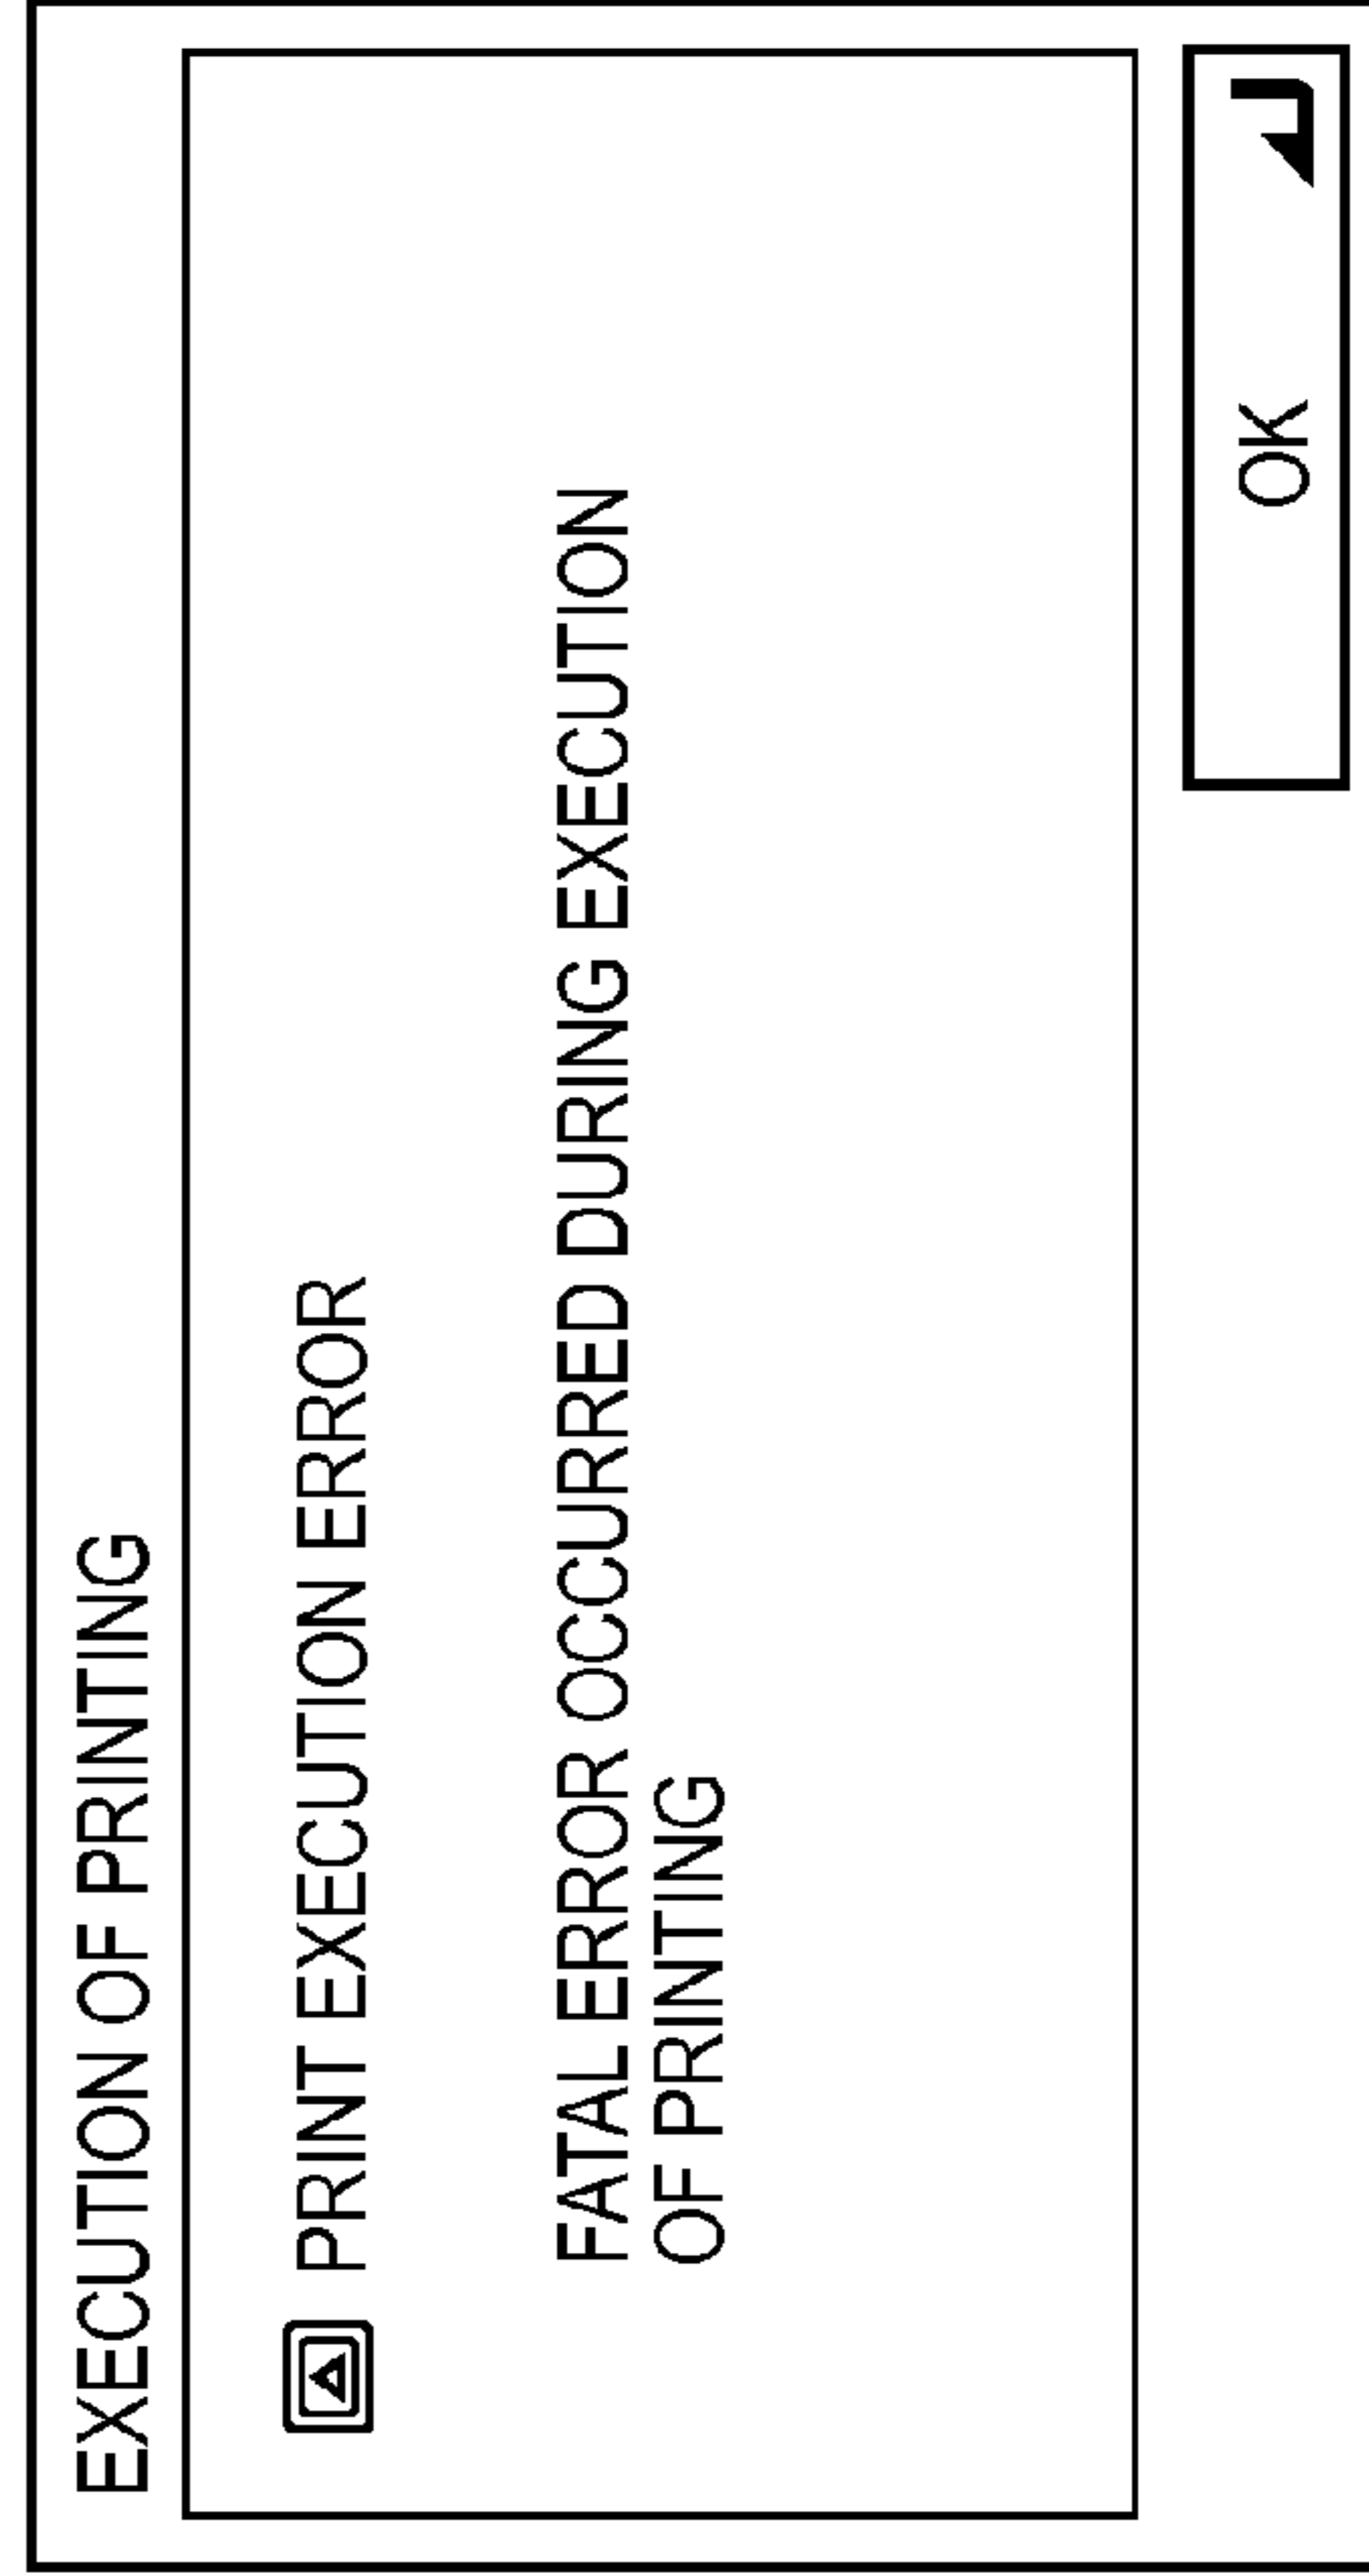 EXECUTION OF PRINTING
PRINT EXECUTION ERROR
FATAL ERROR OCCURRED DURING EXECUTION
OF PRINTING
OK